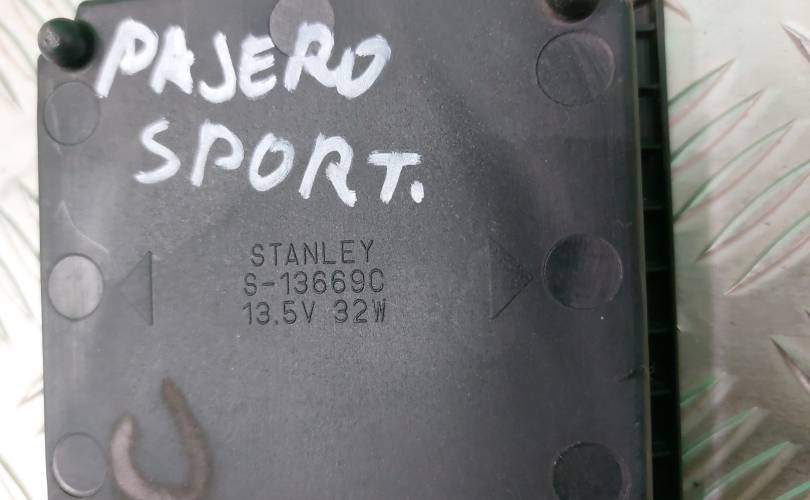 PAJERO
SPORT.
STANLEY
S-13669C
13.5V 32W